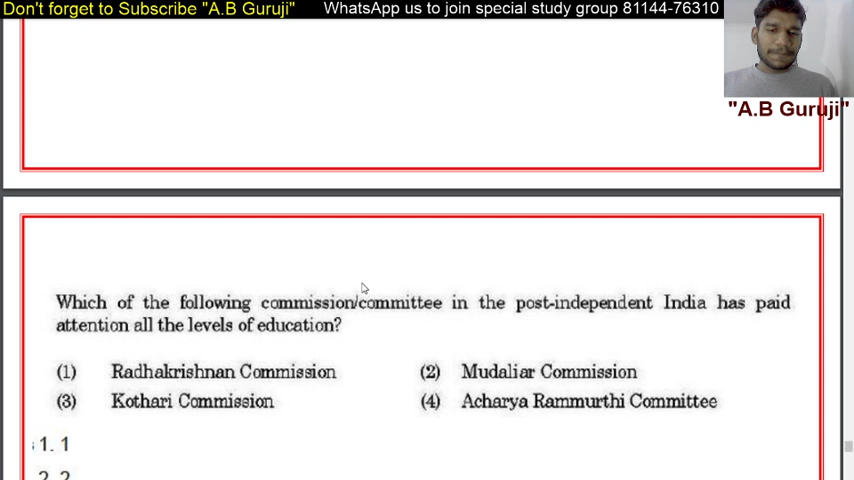 Don't forget to Subscribe "A.B Guruji" WhatsApp us to join special study group 81144-76310
"A.B Guruji"
Which of the following commission/committee in the post-independent India has paid
attention all the levels of education?
(1) Radhakrishnan Commission (2) Mudaliar Commission
(3) Kothari Commission (4) Acharya Rammurthi Committee
1. 1
2. 2